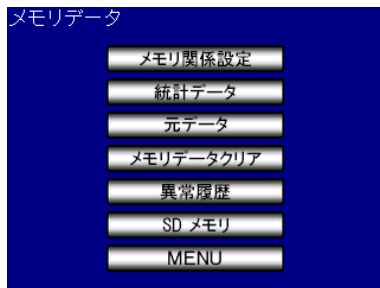 メモリデータ
メモリ関係設定
統計データ
元データ
メモリデータクリア
異常履歴
SD メモリ
MENU